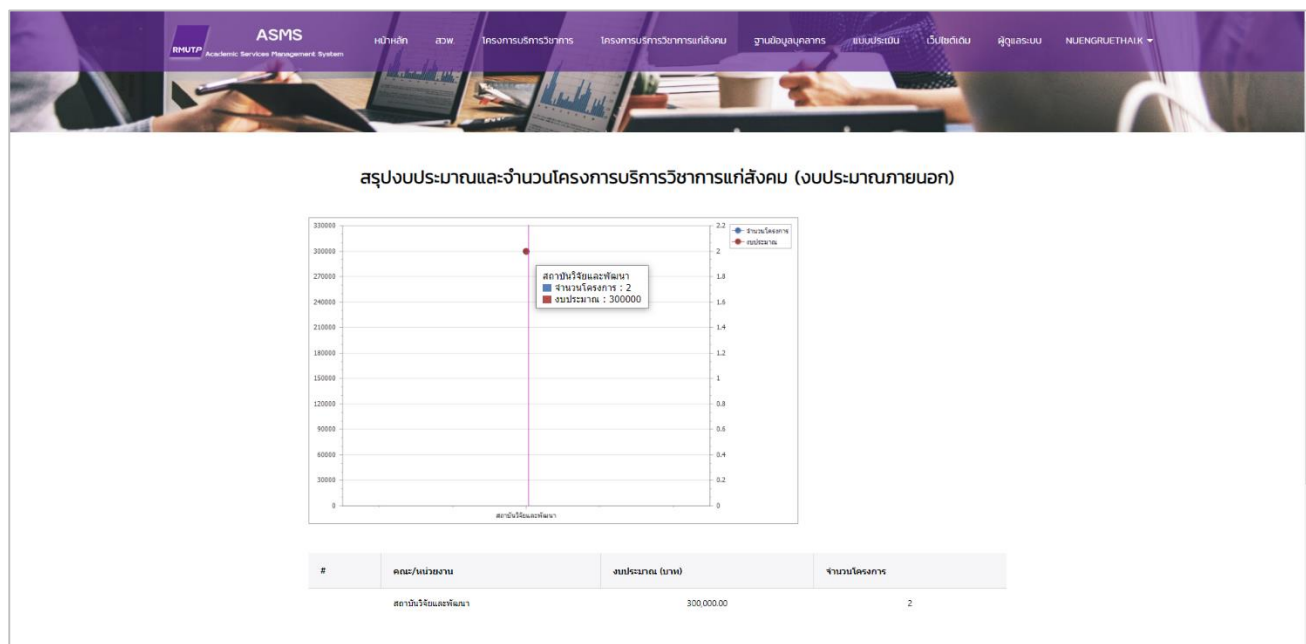 ASMS
RMUTP Academic Services Management System
หน้าหลัก สวพ. โครงการบริการวิชาการ โครงการบริการวิชาการแก่สังคม ฐานข้อมูลบุคลากร แบบประเมิน เว็บไซต์เดิม ผู้ดูแลระบบ NUENGRUETHAI.K
สรุปงบประมาณและจำนวนโครงการบริการวิชาการแก่สังคม (งบประมาณภายนอก)
330000 2.2 จำนวนโครงการ
งบประมาณ
300000 2
270000 1.8
สถาบันวิจัยและพัฒนา
จำนวนโครงการ : 2
งบประมาณ : 300000
240000 1.6
210000 1.4
180000 1.2
150000 1
120000 0.8
90000 0.6
60000 0.4
30000 0.2
0 0
สถาบันวิจัยและพัฒนา
# คณะ/หน่วยงาน งบประมาณ (บาท) จำนวนโครงการ
สถาบันวิจัยและพัฒนา 300,000.00 2